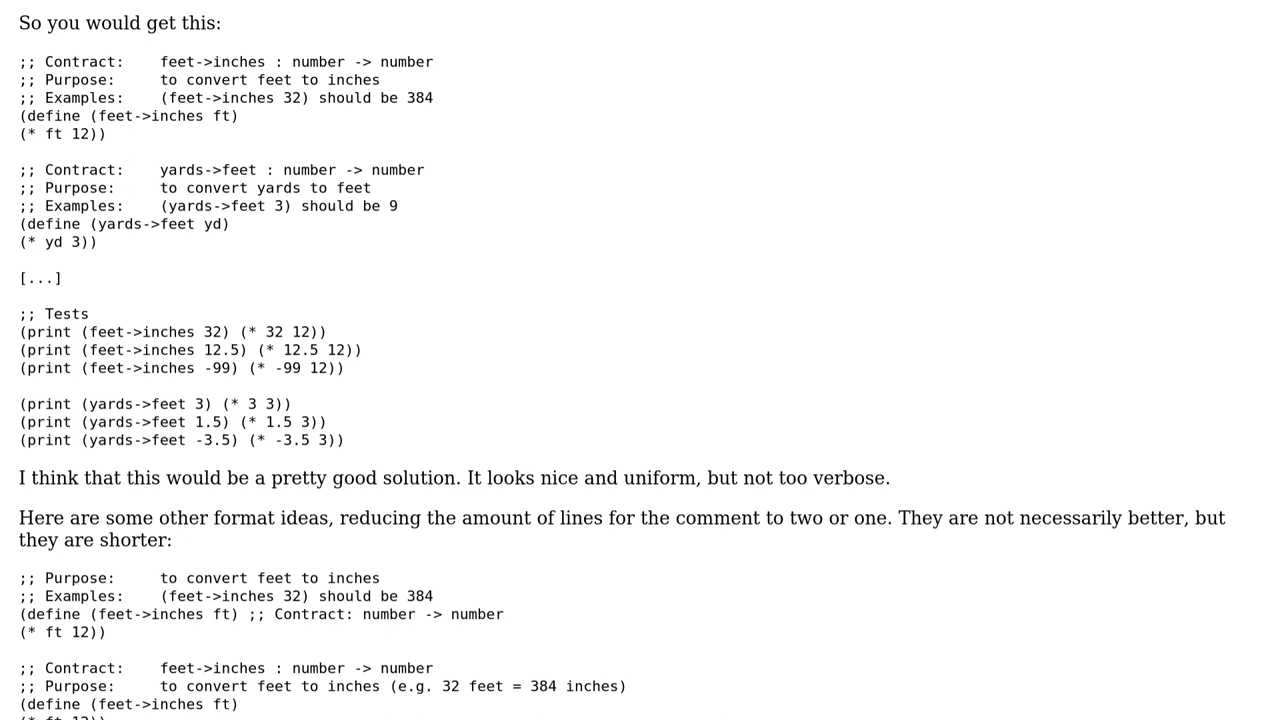 So you would get this:
;; Contract:    feet->inches : number -> number
;; Purpose:     to convert feet to inches
;; Examples:    (feet->inches 32) should be 384
(define (feet->inches ft)
(* ft 12))
;; Contract:    yards->feet : number -> number
;; Purpose:     to convert yards to feet
;; Examples:    (yards->feet 3) should be 9
(define (yards->feet yd)
(* yd 3))
[...]
;; Tests
(print (feet->inches 32) (* 32 12))
(print (feet->inches 12.5) (* 12.5 12))
(print (feet->inches -99) (* -99 12))
(print (yards->feet 3) (* 3 3))
(print (yards->feet 1.5) (* 1.5 3))
(print (yards->feet -3.5) (* -3.5 3))
I think that this would be a pretty good solution. It looks nice and uniform, but not too verbose.
Here are some other format ideas, reducing the amount of lines for the comment to two or one. They are not necessarily better, but
they are shorter:
;; Purpose:     to convert feet to inches
;; Examples:    (feet->inches 32) should be 384
(define (feet->inches ft) ;; Contract: number -> number
(* ft 12))
;; Contract:    feet->inches : number -> number
;; Purpose:     to convert feet to inches (e.g. 32 feet = 384 inches)
(define (feet->inches ft)
(* ft 12))